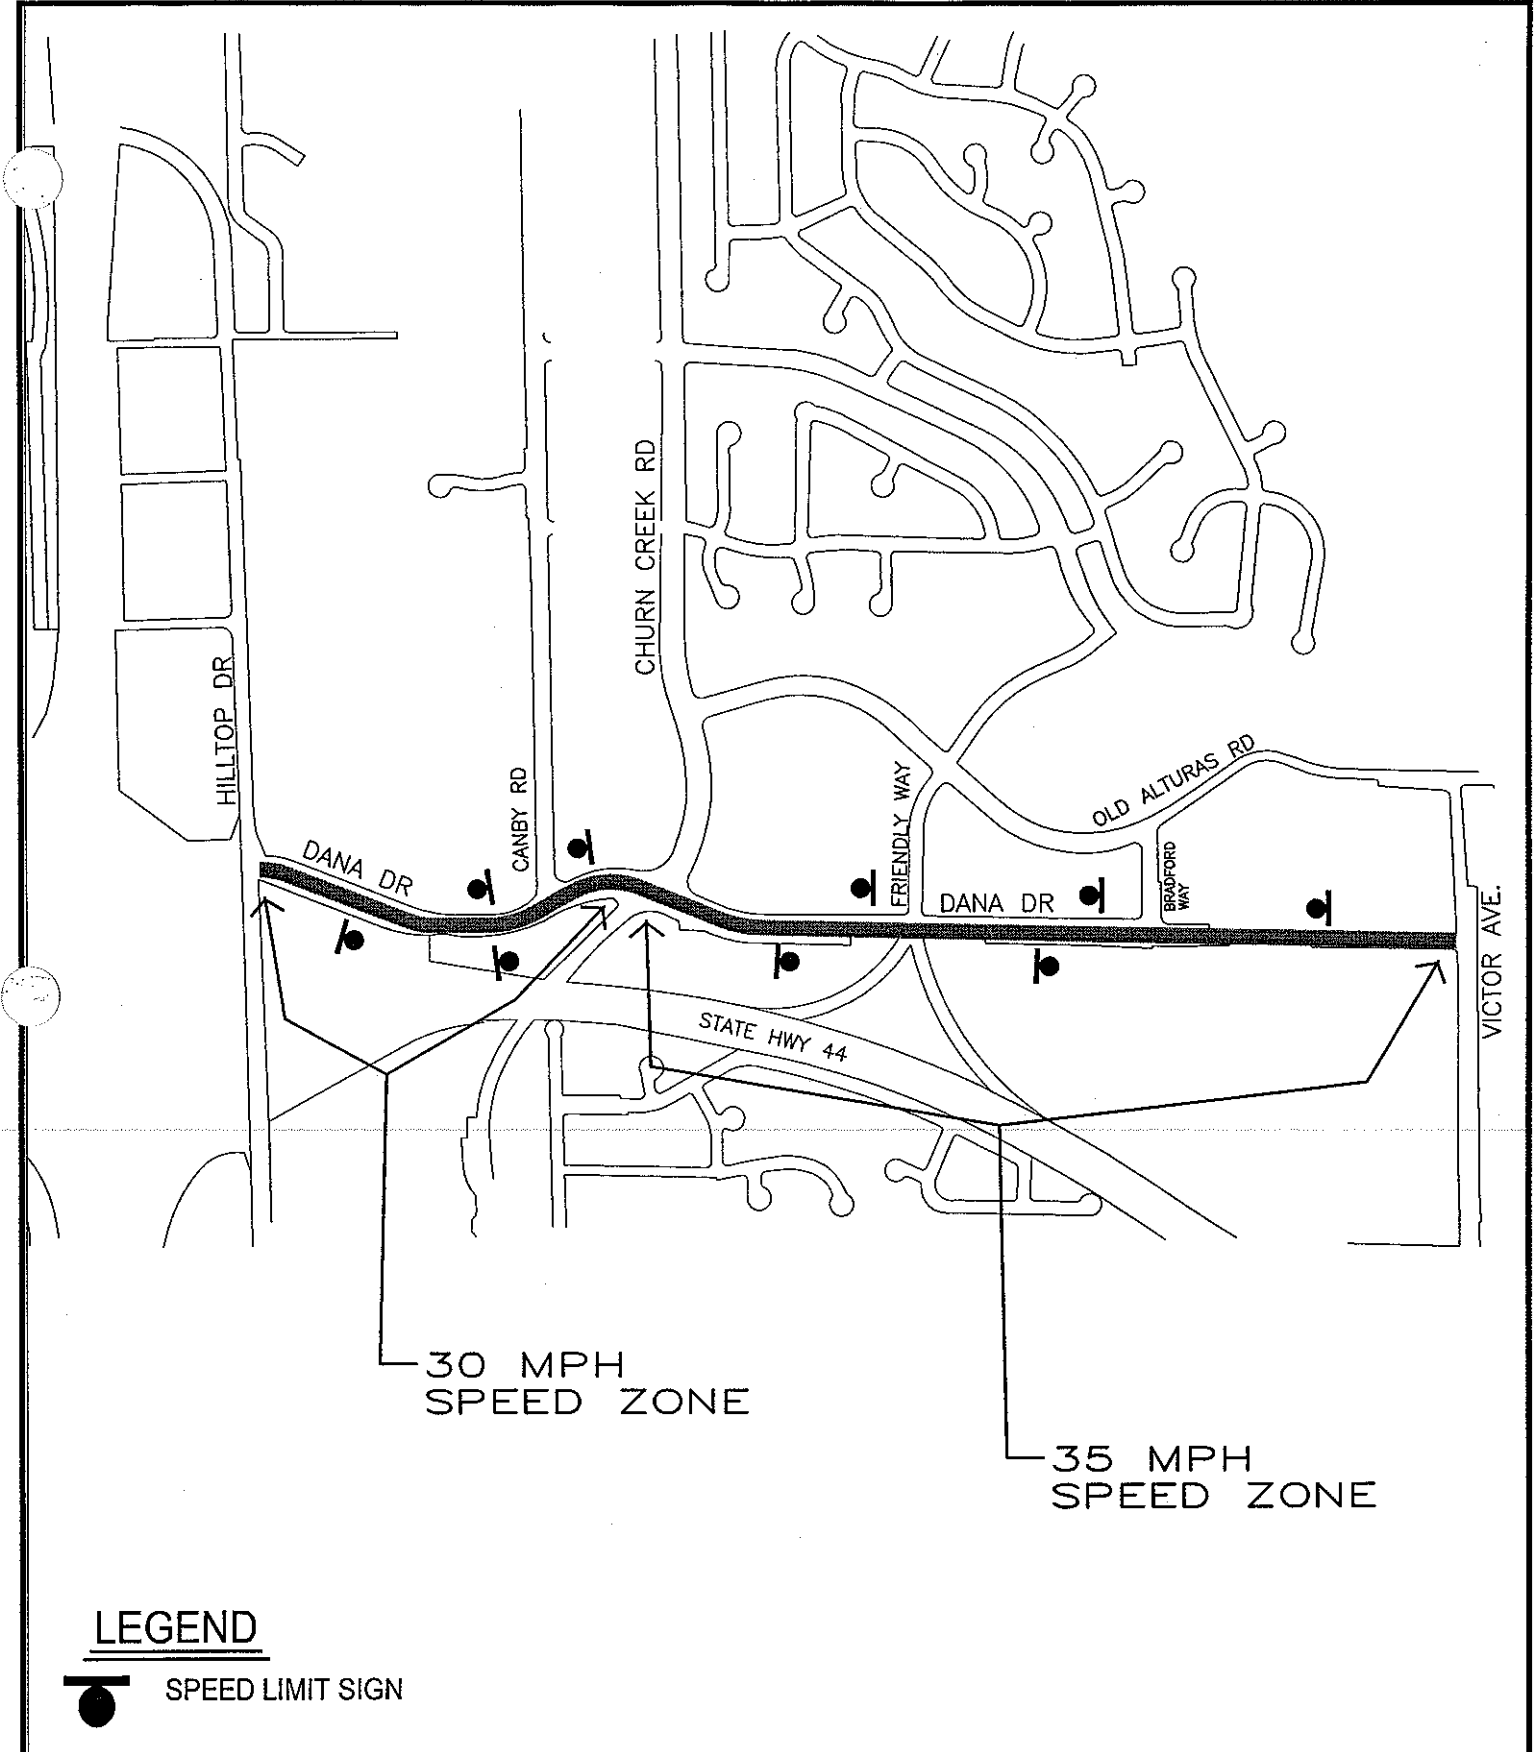 CHURN CREEK RD
HILLTOP DR
CANBY RD
FRIENDLY WAY
OLD ALTURAS RD
DANA DR
DANA DR
BRADFORD
WAY
VICTOR AVE.
STATE HWY 44
30 MPH
SPEED ZONE
35 MPH
SPEED ZONE
LEGEND
SPEED LIMIT SIGN